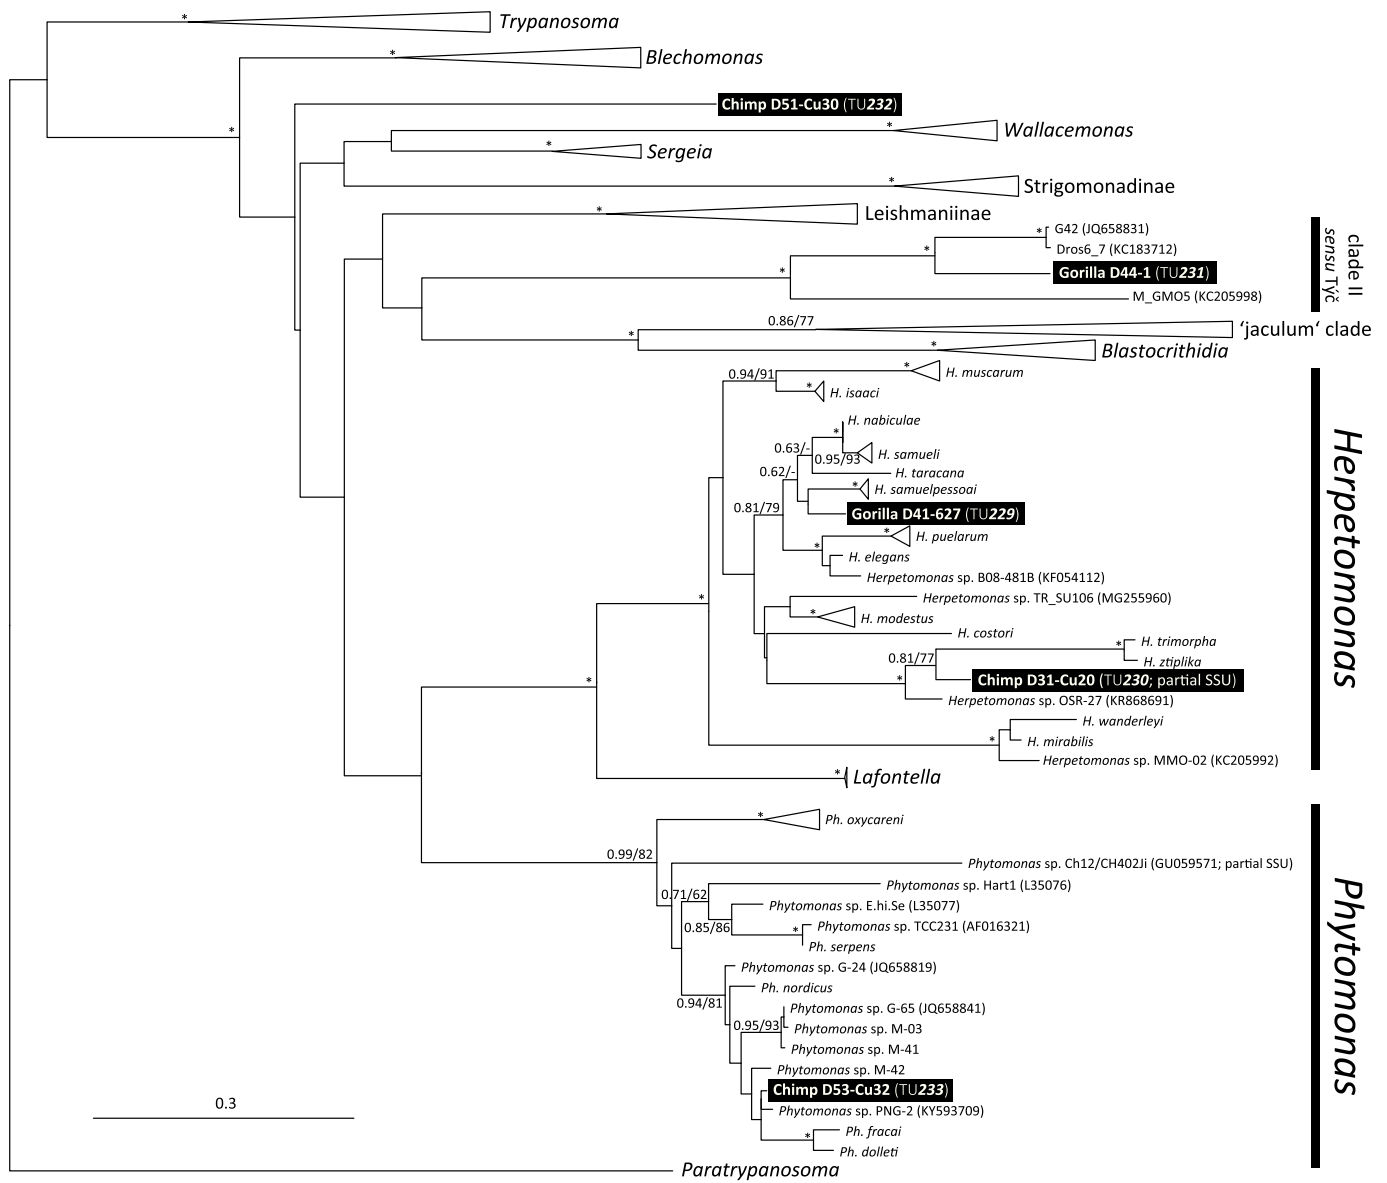 * Trypanosoma
* Blechomonas
Chimp D51-Cu30 (TU232)
*
* Wallacemonas
* Sergeia
* Strigomonadinae
* Leishmaniinae
* G42 (JQ658831)
* Dros6_7 (KC183712)
* Gorilla D44-1 (TU231)
M_GMO5 (KC205998)
clade II
sensu Týč
0.86/77 ‘jaculum‘ clade
*
* Blastocrithidia
0.94/91 * H. muscarum
* H. isaaci
H. nabiculae
*
0.63/- 0.95/93 H. samueli
0.62/- H. taracana
* H. samuelpessoai
0.81/79 Gorilla D41-627 (TU229)
* H. puelarum
* H. elegans
Herpetomonas sp. B08-481B (KF054112)
* Herpetomonas sp. TR_SU106 (MG255960)
* H. modestus
H. costori
* H. trimorpha
0.81/77 H. ztiplika
* * Chimp D31-Cu20 (TU230; partial SSU)
Herpetomonas sp. OSR-27 (KR868691)
H. wanderleyi
* H. mirabilis
Herpetomonas sp. MMO-02 (KC205992)
Herpetomonas
* Lafontella
* Ph. oxycareni
0.99/82
Phytomonas sp. Ch12/CH402Ji (GU059571; partial SSU)
0.71/62 Phytomonas sp. Hart1 (L35076)
Phytomonas sp. E.hi.Se (L35077)
0.85/86 * Phytomonas sp. TCC231 (AF016321)
Ph. serpens
Phytomonas sp. G-24 (JQ658819)
Ph. nordicus
0.94/81 Phytomonas sp. G-65 (JQ658841)
0.95/93 Phytomonas sp. M-03
Phytomonas sp. M-41
Phytomonas sp. M-42
Chimp D53-Cu32 (TU233)
Phytomonas sp. PNG-2 (KY593709)
* Ph. fracai
Ph. dolleti
Phytomonas
0.3
Paratrypanosoma